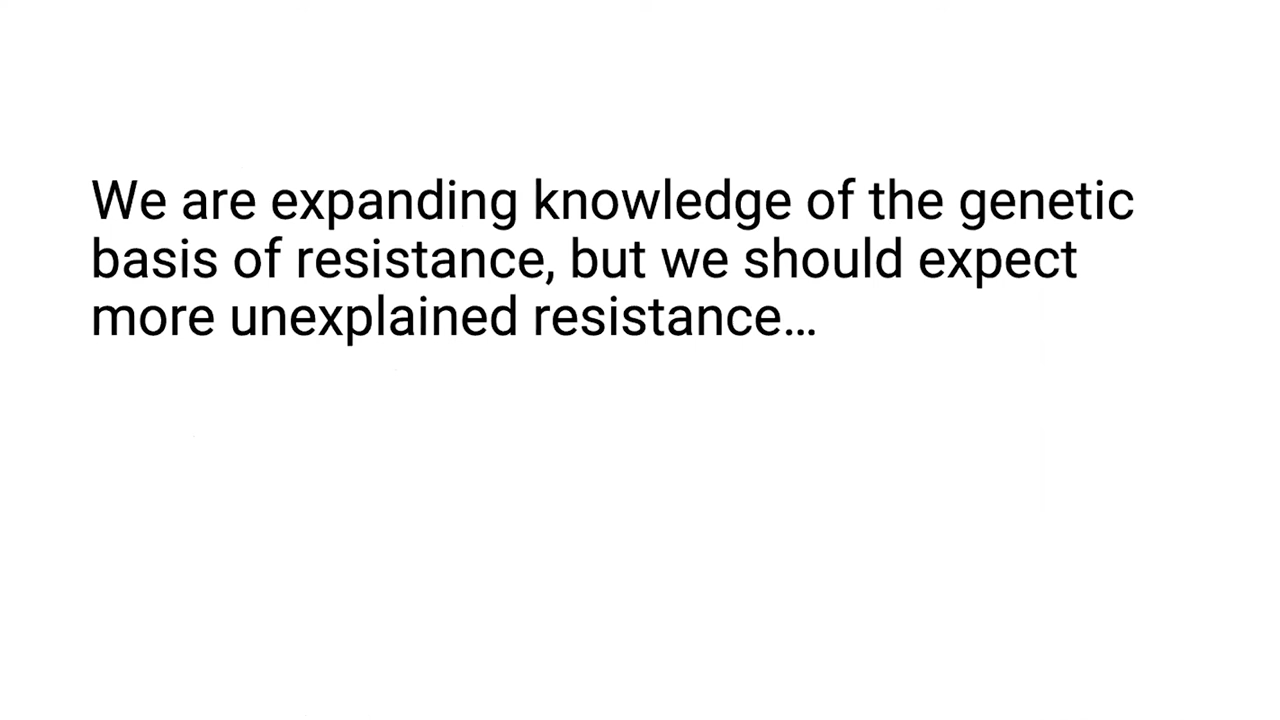 We are expanding knowledge of the genetic
basis of resistance, but we should expect
more unexplained resistance…